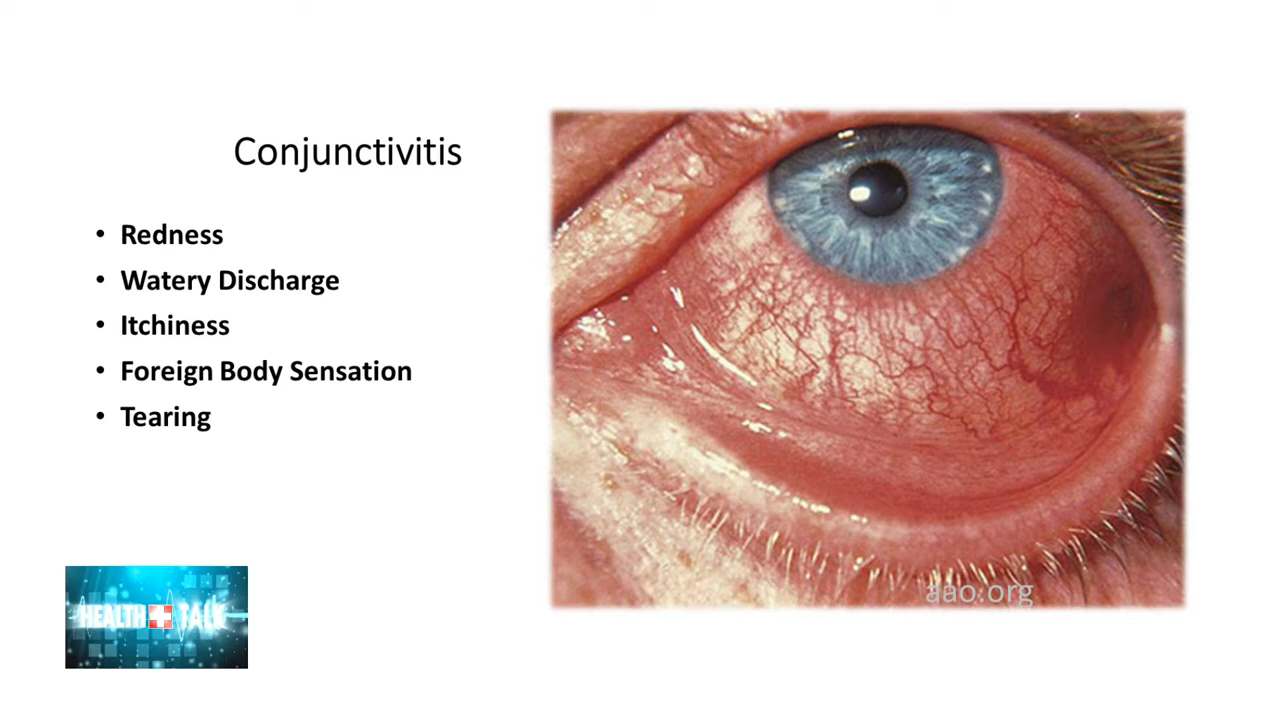 Conjunctivitis
• Redness
• Watery Discharge
• Itchiness
• Foreign Body Sensation
• Tearing
HEALTH TALK
aao.org